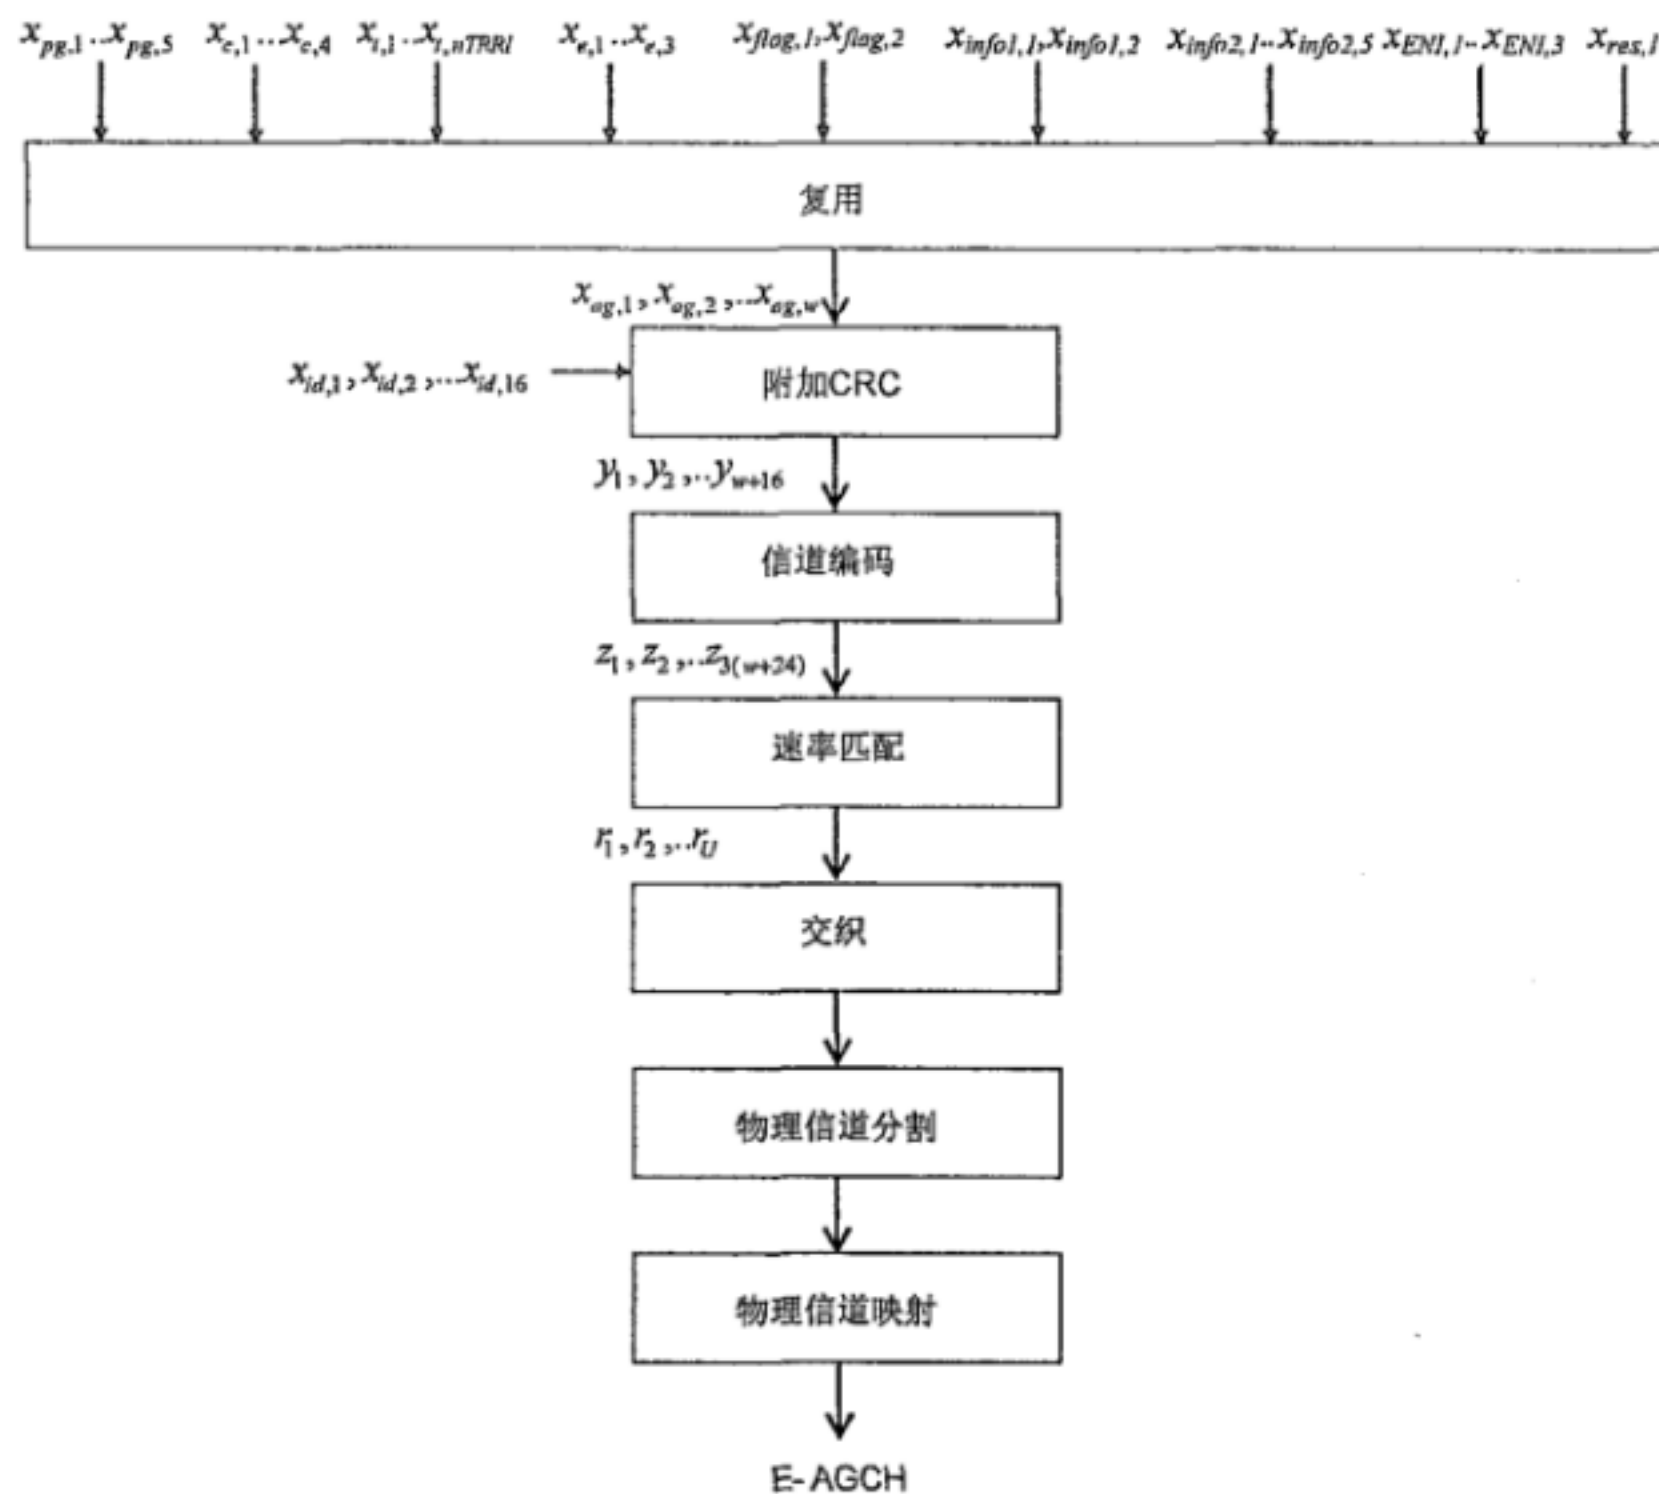 x_{pg,1}..x_{pg,5} x_{c,1}...x_{c,4} x_{t,1}..x_{t,nTRRI} x_{e,1}..x_{e,3} x_{flag,1},x_{flag,2} x_{info1,1},x_{info1,2} x_{info2,1}..x_{info2,5} x_{ENI,1}..x_{ENI,3} x_{res,1}
复用
x_{ag,1},x_{ag,2},..x_{ag,w}
x_{id,1},x_{id,2},...x_{id,16}
附加CRC
y_1,y_2,..y_{w+16}
信道编码
z_1,z_2,..z_{3(w+24)}
速率匹配
r_1,r_2,..r_U
交织
物理信道分割
物理信道映射
E-AGCH